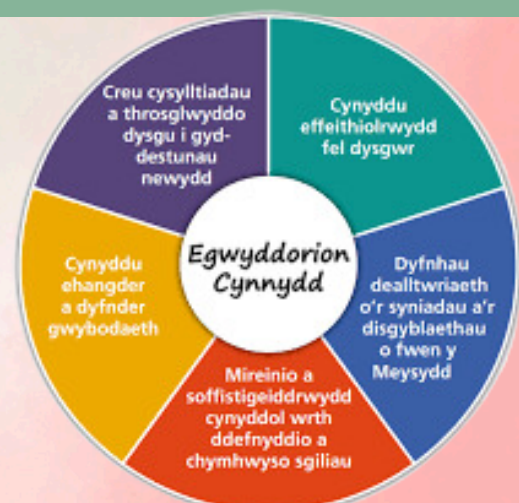 Creu cysylltiadau
a throsglwyddo
dysgu i gyd-
destunau
newydd
Cynyddu
effeithiolrwydd
fel dysgwr
Egwyddorion
Cynnydd
Cynyddu
ehangder
a dyfnder
gwybodaeth
Dyfnhau
dealltwriaeth
o'r syniadau a'r
disgyblaethau
o fwen y
Meysydd
Mireinio a
soffistigeiddrwydd
cynyddol wrth
ddefnyddio a
chymhwyso sgiliau